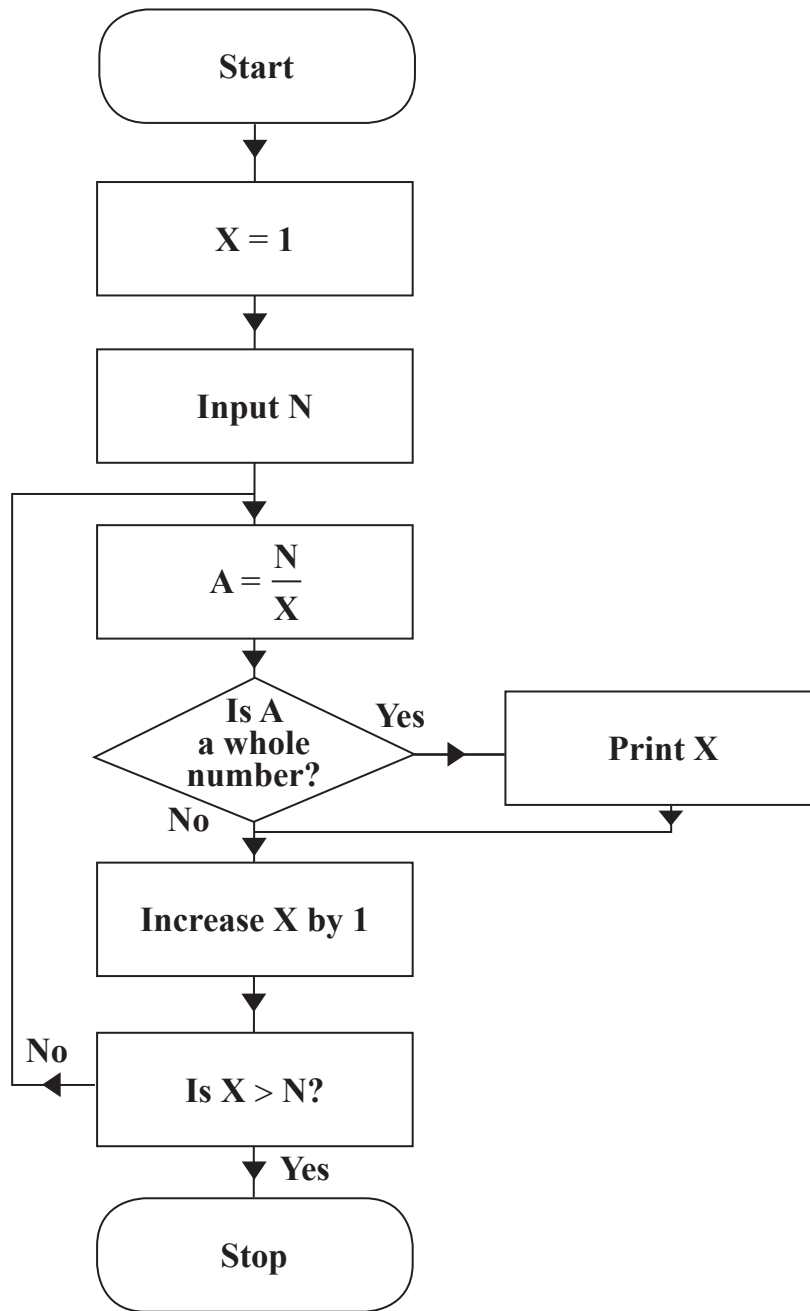 Start
X = 1
Input N
A = N/X
Is A
a whole
number?
Yes
Print X
No
Increase X by 1
No
Is X > N?
Yes
Stop